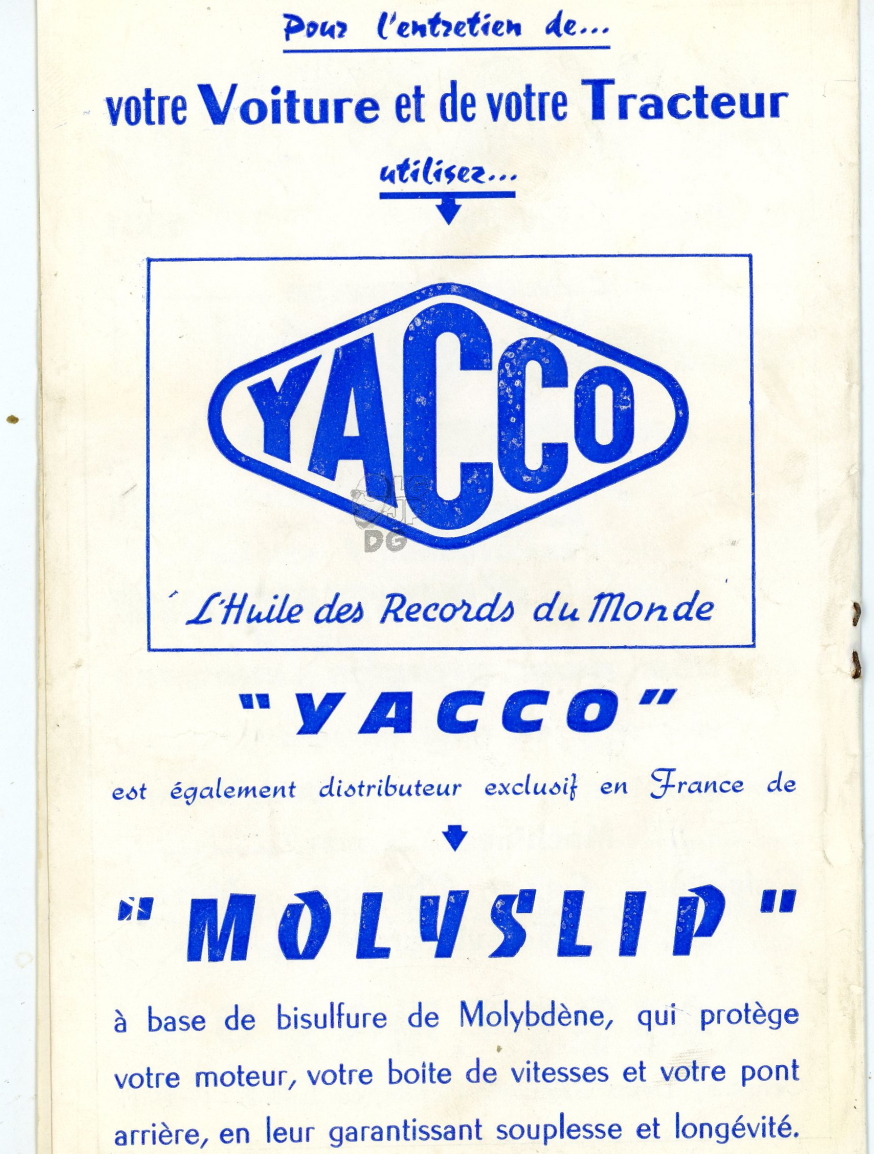 Pour l'entretien de...
votre Voiture et de votre Tracteur
utilisez...
YACCO
DG
L'Huile des Records du Monde
"YACCO"
est également distributeur exclusif en France de
"MOLYSLIP"
à base de bisulfure de Molybdène, qui protège
votre moteur, votre boite de vitesses et votre pont
arrière, en leur garantissant souplesse et longévité.